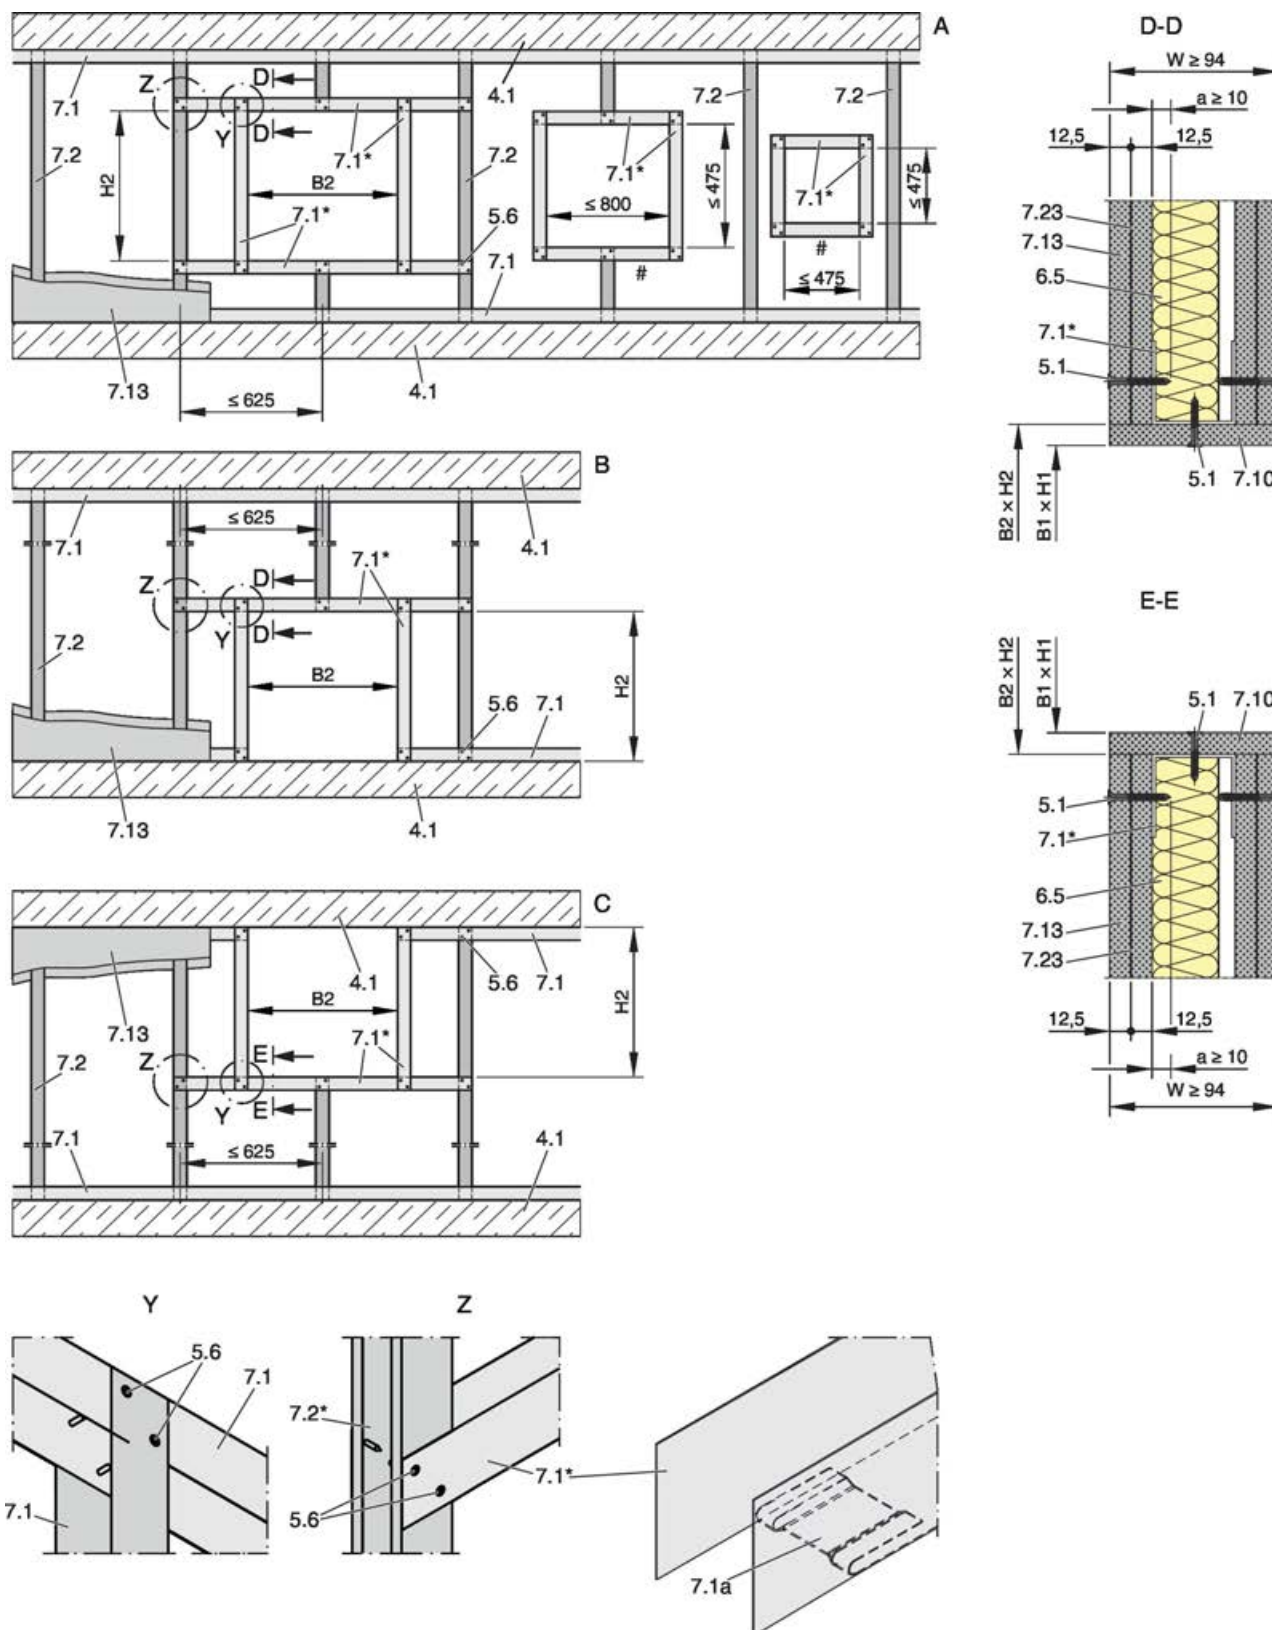 A
Z
D
4.1
7.1
7.2
7.2
Y
D
7.1*
7.2
7.1*
7.2
H2
B2
≤ 800
≤ 475
7.1*
≤ 475
7.1*
5.6
7.1
#
#
≤ 475
7.13
4.1
≤ 625
B
≤ 625
7.1
4.1
7.1*
Z
D
Y
D
7.2
B2
H2
5.6
7.1
7.13
4.1
C
4.1
5.6
7.1
H2
7.13
B2
7.1*
7.2
Z
E
Y
E
7.1
≤ 625
4.1
D-D
W ≥ 94
a ≥ 10
12,5
12,5
7.23
7.13
6.5
7.1*
5.1
5.1
7.10
B2 × H2
B1 × H1
E-E
B2 × H2
B1 × H1
5.1
7.10
5.1
7.1*
6.5
7.13
7.23
12,5
12,5
a ≥ 10
W ≥ 94
Y
5.6
7.1
7.1
Z
7.2*
7.1*
5.6
7.1a